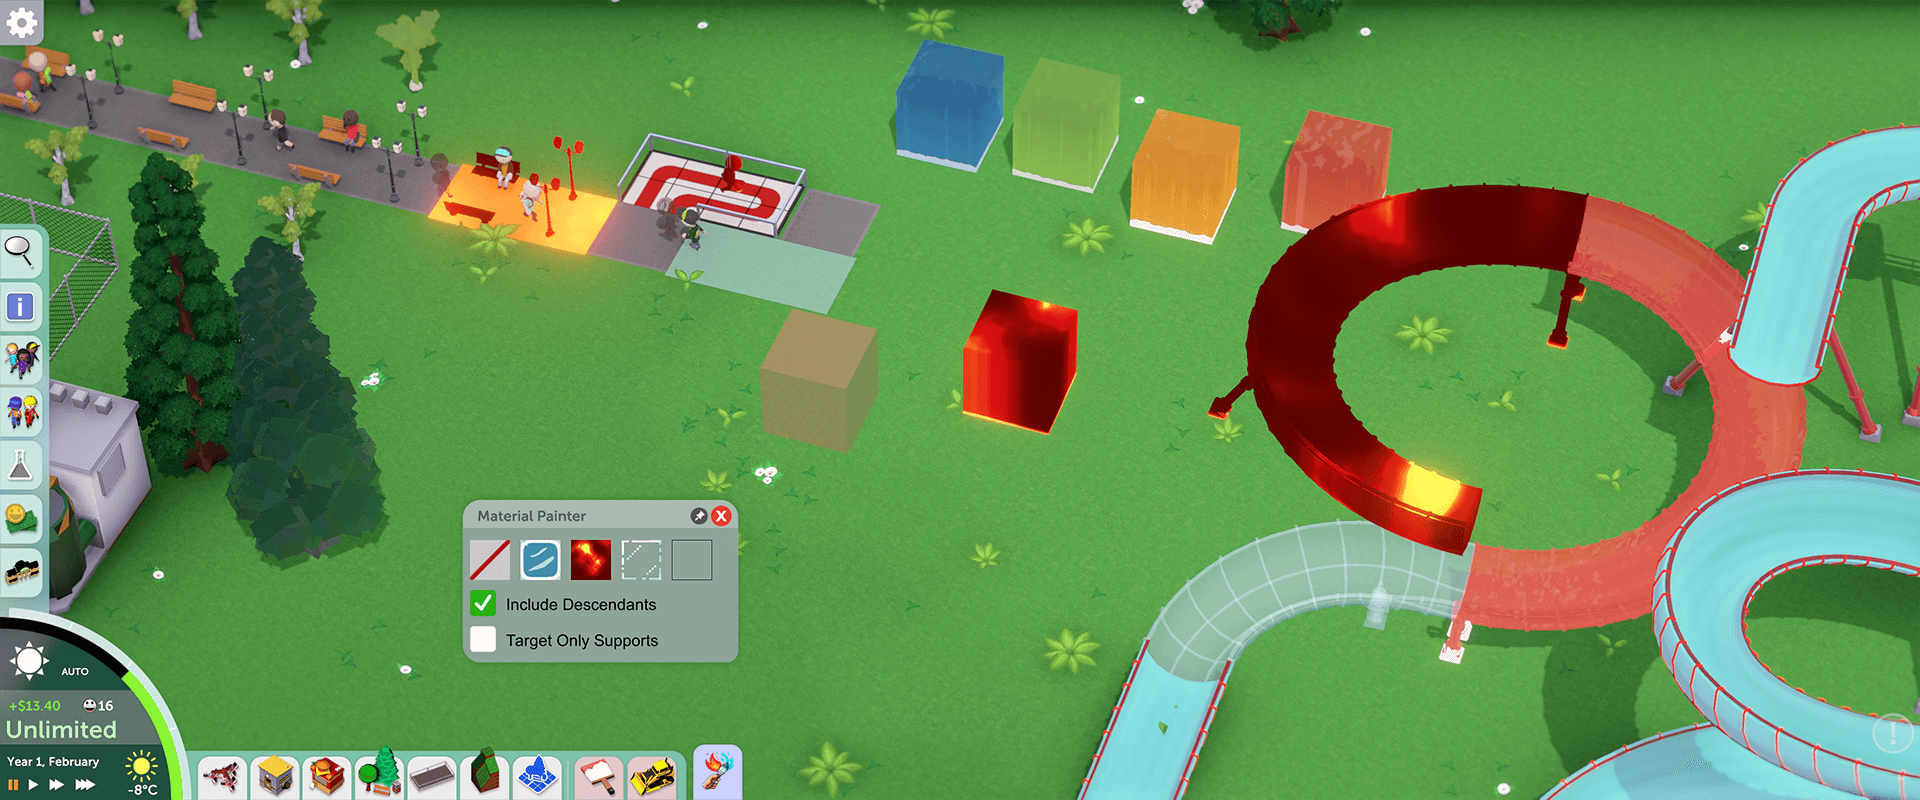 Material Painter
Include Descendants
Target Only Supports
AUTO
+$13.40 16
Unlimited
Year 1, February
-8°C